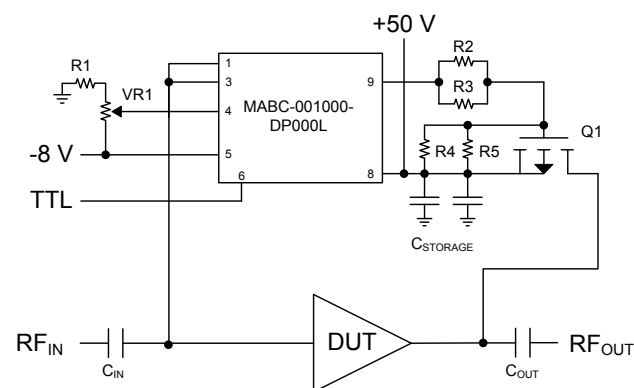 +50 V
R2
R1
1
3
9
R3
MABC-001000-
DP000L
VR1
4
Q1
R4
R5
-8 V
5
8
6
TTL
CSTORAGE
RFIN
CIN
DUT
COUT
RFOUT